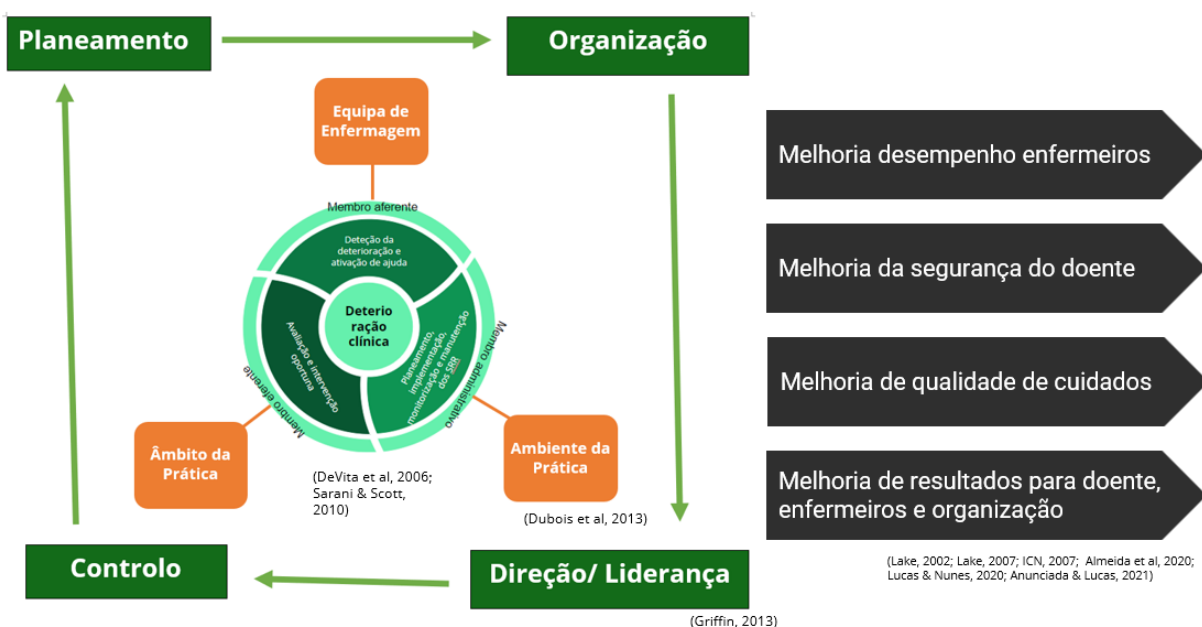 Planeamento
Organização
Equipa de
Enfermagem
Membro aferente
Deteção da
deterioração e
ativação de ajuda
Deterio
ração
clínica
Avaliação e intervenção
oportuna
Membro eferente
Planeamento,
implementação,
monitorização e manutenção
dos SRR
Membro administrativo
Âmbito da
Prática
(DeVita et al, 2006;
Sarani & Scott,
2010)
Ambiente da
Prática
(Dubois et al, 2013)
Controlo
Direção/ Liderança
(Griffin, 2013)
Melhoria desempenho enfermeiros
Melhoria da segurança do doente
Melhoria de qualidade de cuidados
Melhoria de resultados para doente,
enfermeiros e organização
(Lake, 2002; Lake, 2007; ICN, 2007; Almeida et al, 2020;
Lucas & Nunes, 2020; Anunciada & Lucas, 2021)